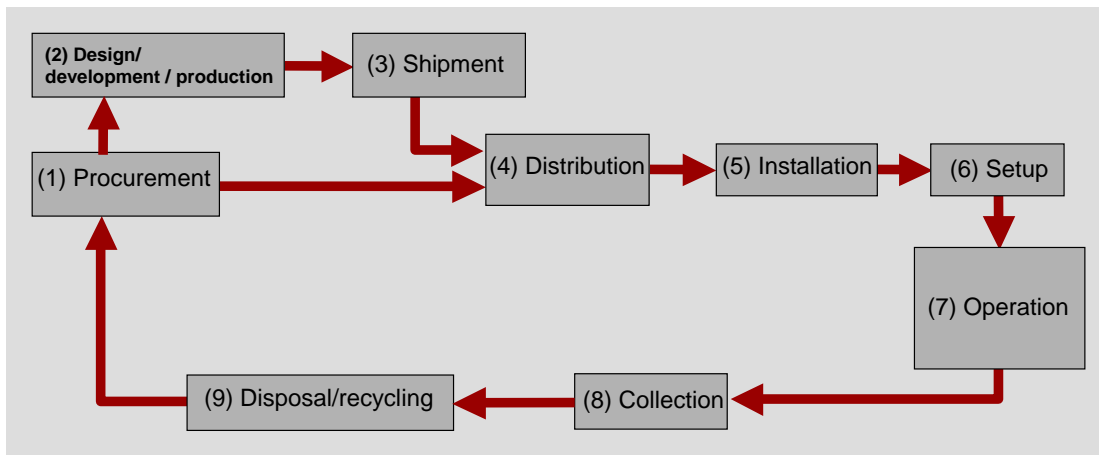 (2) Design/
development / production
(3) Shipment
(1) Procurement
(4) Distribution
(5) Installation
(6) Setup
(7) Operation
(9) Disposal/recycling
(8) Collection